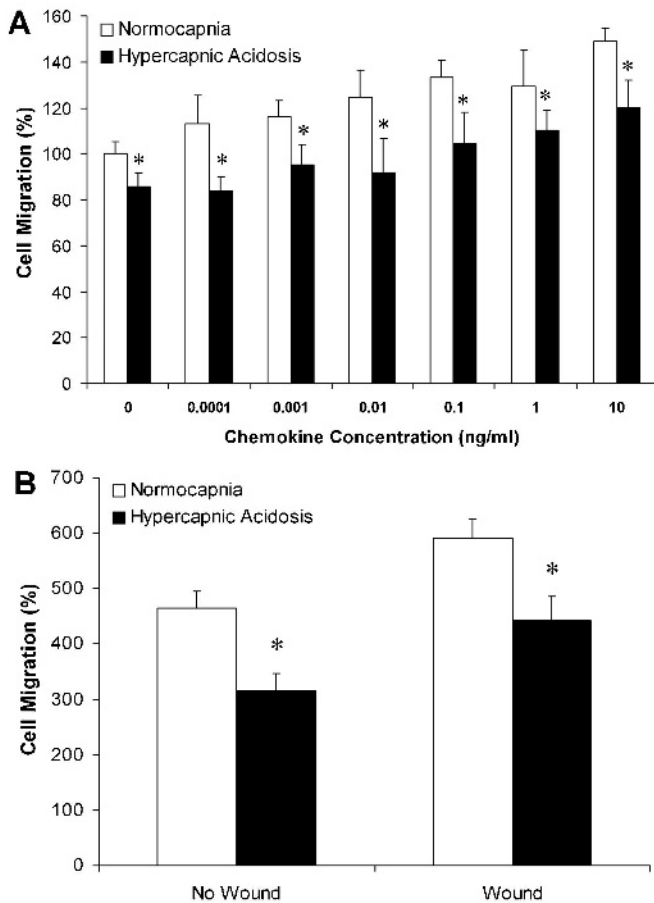 A
160
Normocapnia
Hypercapnic Acidosis
140
120
100
80
60
40
20
0
* * * * * * *
Cell Migration (%)
0 0.0001 0.001 0.01 0.1 1 10
Chemokine Concentration (ng/ml)
B
700
Normocapnia
Hypercapnic Acidosis
600
500
400
300
200
100
0
* *
Cell Migration (%)
No Wound Wound